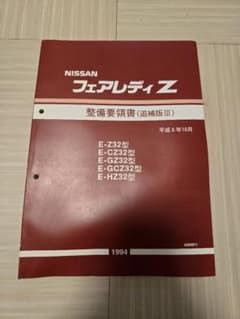 NISSAN
フェアレディZ
整備要領書(追補版Ⅲ)
平成6年10月
E-Z32型
E-CZ32型
E-GZ32型
E-GCZ32型
E-HZ32型
1994